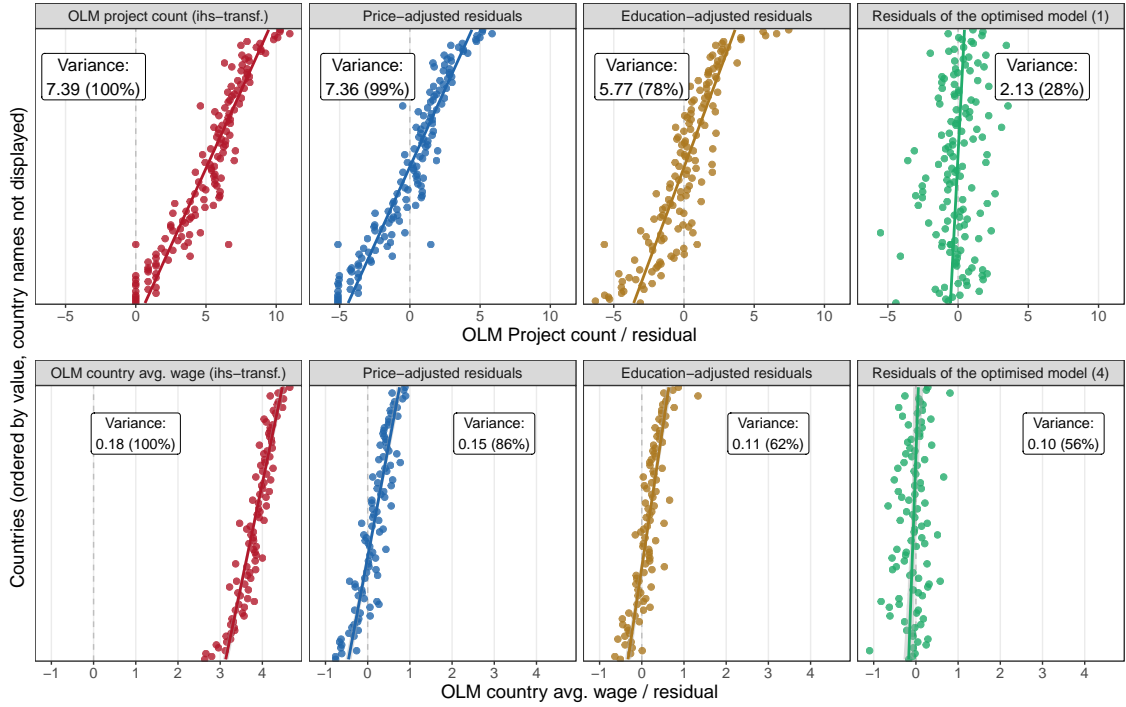 OLM project count (ihs−transf.)
Price−adjusted residuals
Education−adjusted residuals
Residuals of the optimised model (1)
Variance:
7.39 (100%)
Variance:
7.36 (99%)
Variance:
5.77 (78%)
Variance:
2.13 (28%)
−5 0 5 10
−5 0 5 10
−5 0 5 10
−5 0 5 10
OLM Project count / residual
Countries (ordered by value, country names not displayed)
OLM country avg. wage (ihs−transf.)
Price−adjusted residuals
Education−adjusted residuals
Residuals of the optimised model (4)
Variance:
0.18 (100%)
Variance:
0.15 (86%)
Variance:
0.11 (62%)
Variance:
0.10 (56%)
−1 0 1 2 3 4
−1 0 1 2 3 4
−1 0 1 2 3 4
−1 0 1 2 3 4
OLM country avg. wage / residual